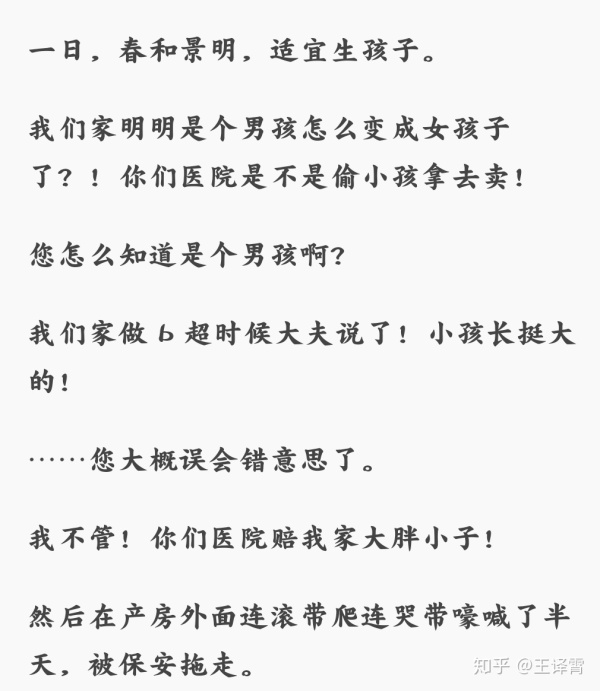 一日，春和景明，适宜生孩子。
我们家明明是个男孩怎么变成女孩子
了？！你们医院是不是偷小孩拿去卖！
您怎么知道是个男孩啊？
我们家做 b 超时候大夫说了！小孩长挺大
的！
……您大概误会错意思了。
我不管！你们医院赔我家大胖小子！
然后在产房外面连滚带爬连哭带嚎喊了半
天，被保安拖走。
知乎 @王译霄